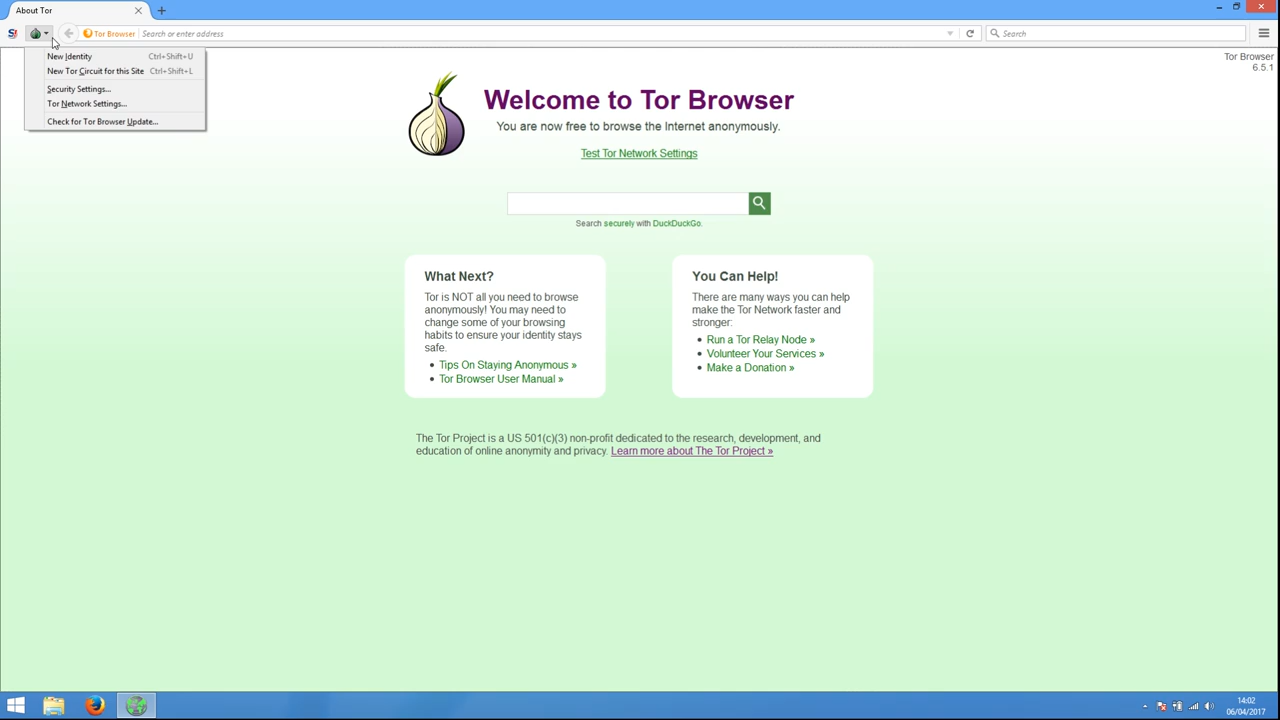 About Tor
S
Tor Browser
Search or enter address
Search
New Identity Ctrl+Shift+U
New Tor Circuit for this Site Ctrl+Shift+L
Security Settings...
Tor Network Settings...
Check for Tor Browser Update...
Tor Browser
6.5.1
Welcome to Tor Browser
You are now free to browse the Internet anonymously.
Test Tor Network Settings
Search securely with DuckDuckGo.
What Next?
Tor is NOT all you need to browse
anonymously! You may need to
change some of your browsing
habits to ensure your identity stays
safe.
• Tips On Staying Anonymous »
• Tor Browser User Manual »
You Can Help!
There are many ways you can help
make the Tor Network faster and
stronger:
• Run a Tor Relay Node »
• Volunteer Your Services »
• Make a Donation »
The Tor Project is a US 501(c)(3) non-profit dedicated to the research, development, and
education of online anonymity and privacy. Learn more about The Tor Project »
14:02
06/04/2017